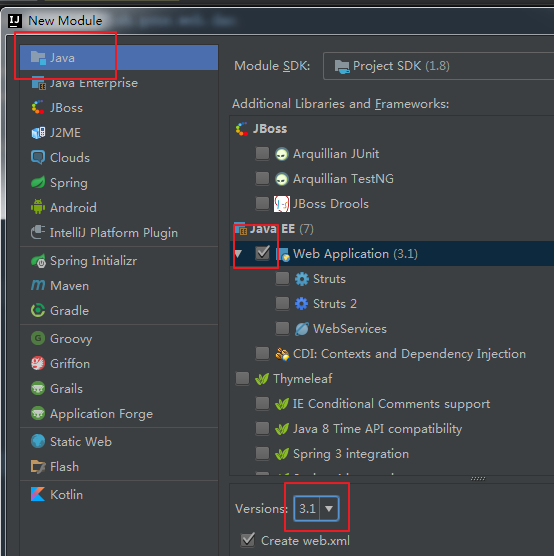 New Module
Java
Java Enterprise
JBoss
J2ME
Clouds
Spring
Android
IntelliJ Platform Plugin
Spring Initializr
Maven
Gradle
Groovy
Griffon
Grails
Application Forge
Static Web
Flash
Kotlin
Module SDK: Project SDK (1.8)
Additional Libraries and Frameworks:
JBoss
Arquillian JUnit
Arquillian TestNG
JBoss Drools
Java EE (7)
Web Application (3.1)
Struts
Struts 2
WebServices
CDI: Contexts and Dependency Injection
Thymeleaf
IE Conditional Comments support
Java 8 Time API compatibility
Spring 3 integration
Versions: 3.1
Create web.xml